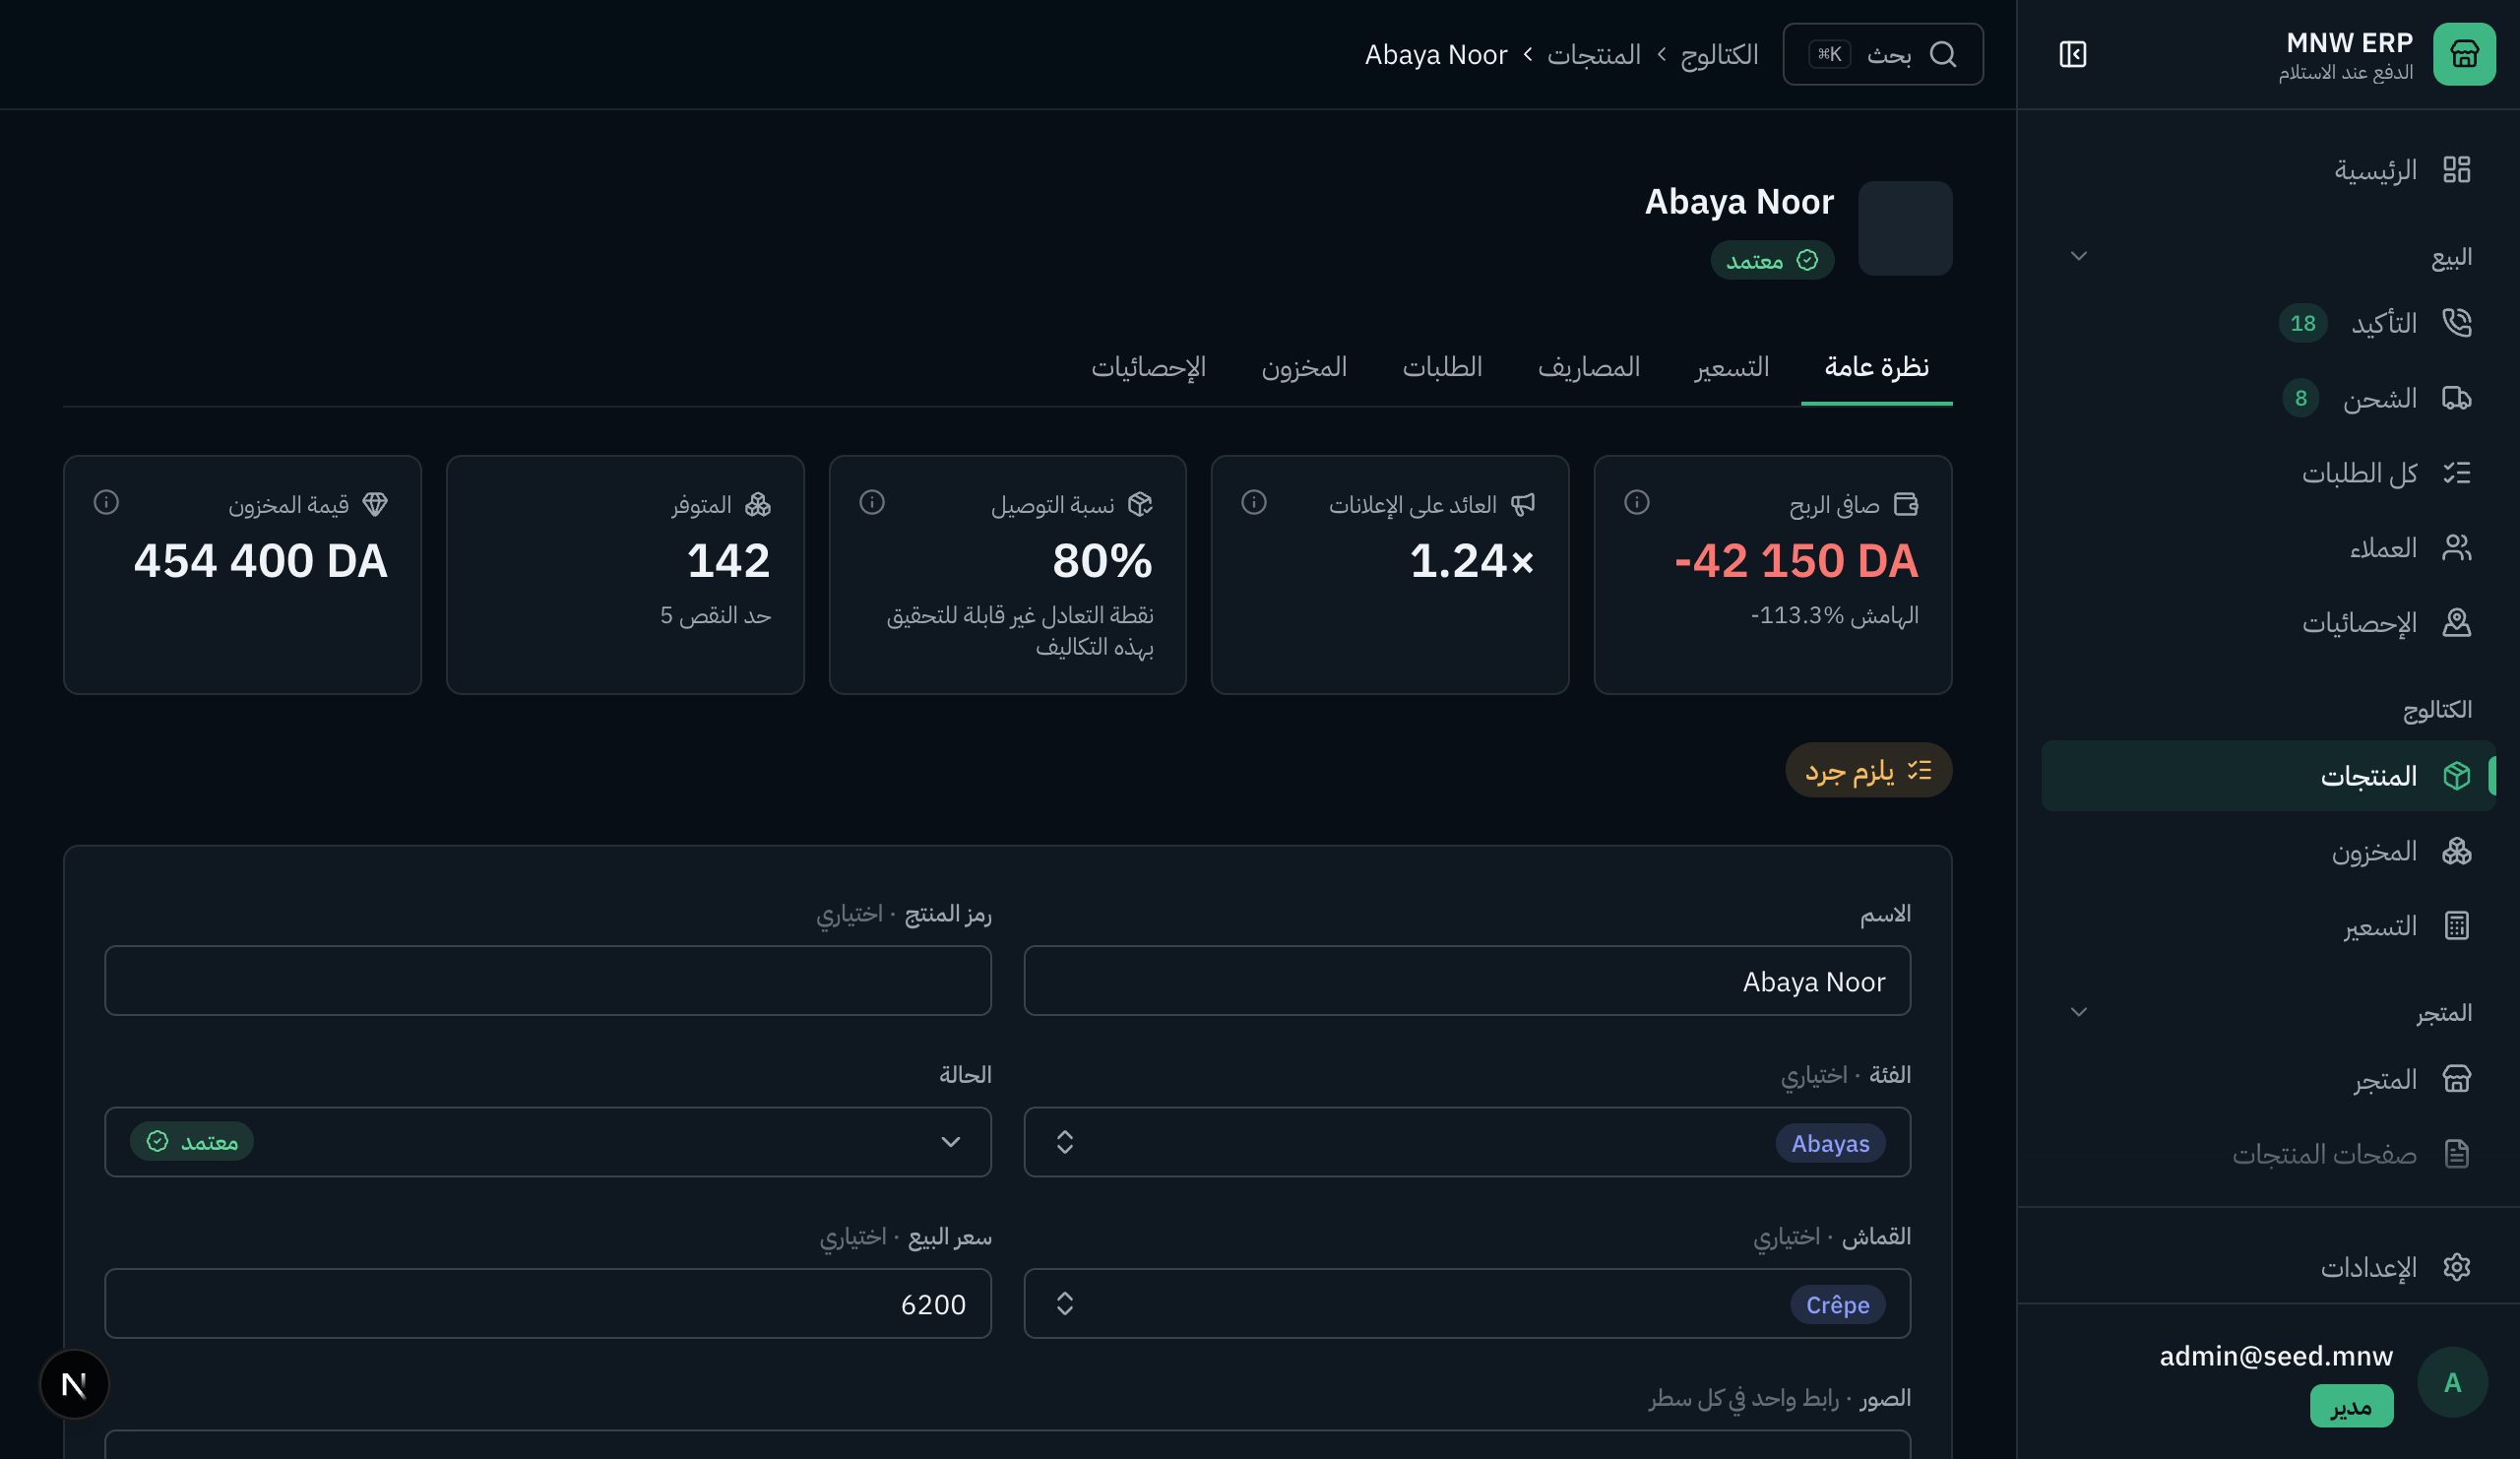 MNW ERP
الدفع عند الاستلام
الرئيسية
البيع
التأكيد 18
الشحن 8
كل الطلبات
العملاء
الإحصائيات
الكتالوج
المنتجات
المخزون
التسعير
المتجر
المتجر
صفحات المنتجات
الإعدادات
admin@seed.mnw
A
مدير
بحث ⌘K
الكتالوج › المنتجات › Abaya Noor
Abaya Noor
معتمد
نظرة عامة
التسعير
المصاريف
الطلبات
المخزون
الإحصائيات
صافي الربح
-42 150 DA
الهامش -113.3%
العائد على الإعلانات
1.24×
نسبة التوصيل
80%
نقطة التعادل غير قابلة للتحقيق
بهذه التكاليف
المتوفر
142
حد النقص 5
قيمة المخزون
454 400 DA
يلزم جرد
الاسم
Abaya Noor
رمز المنتج · اختياري
الفئة · اختياري
Abayas
الحالة
معتمد
القماش · اختياري
Crêpe
سعر البيع · اختياري
6200
الصور · رابط واحد في كل سطر
N